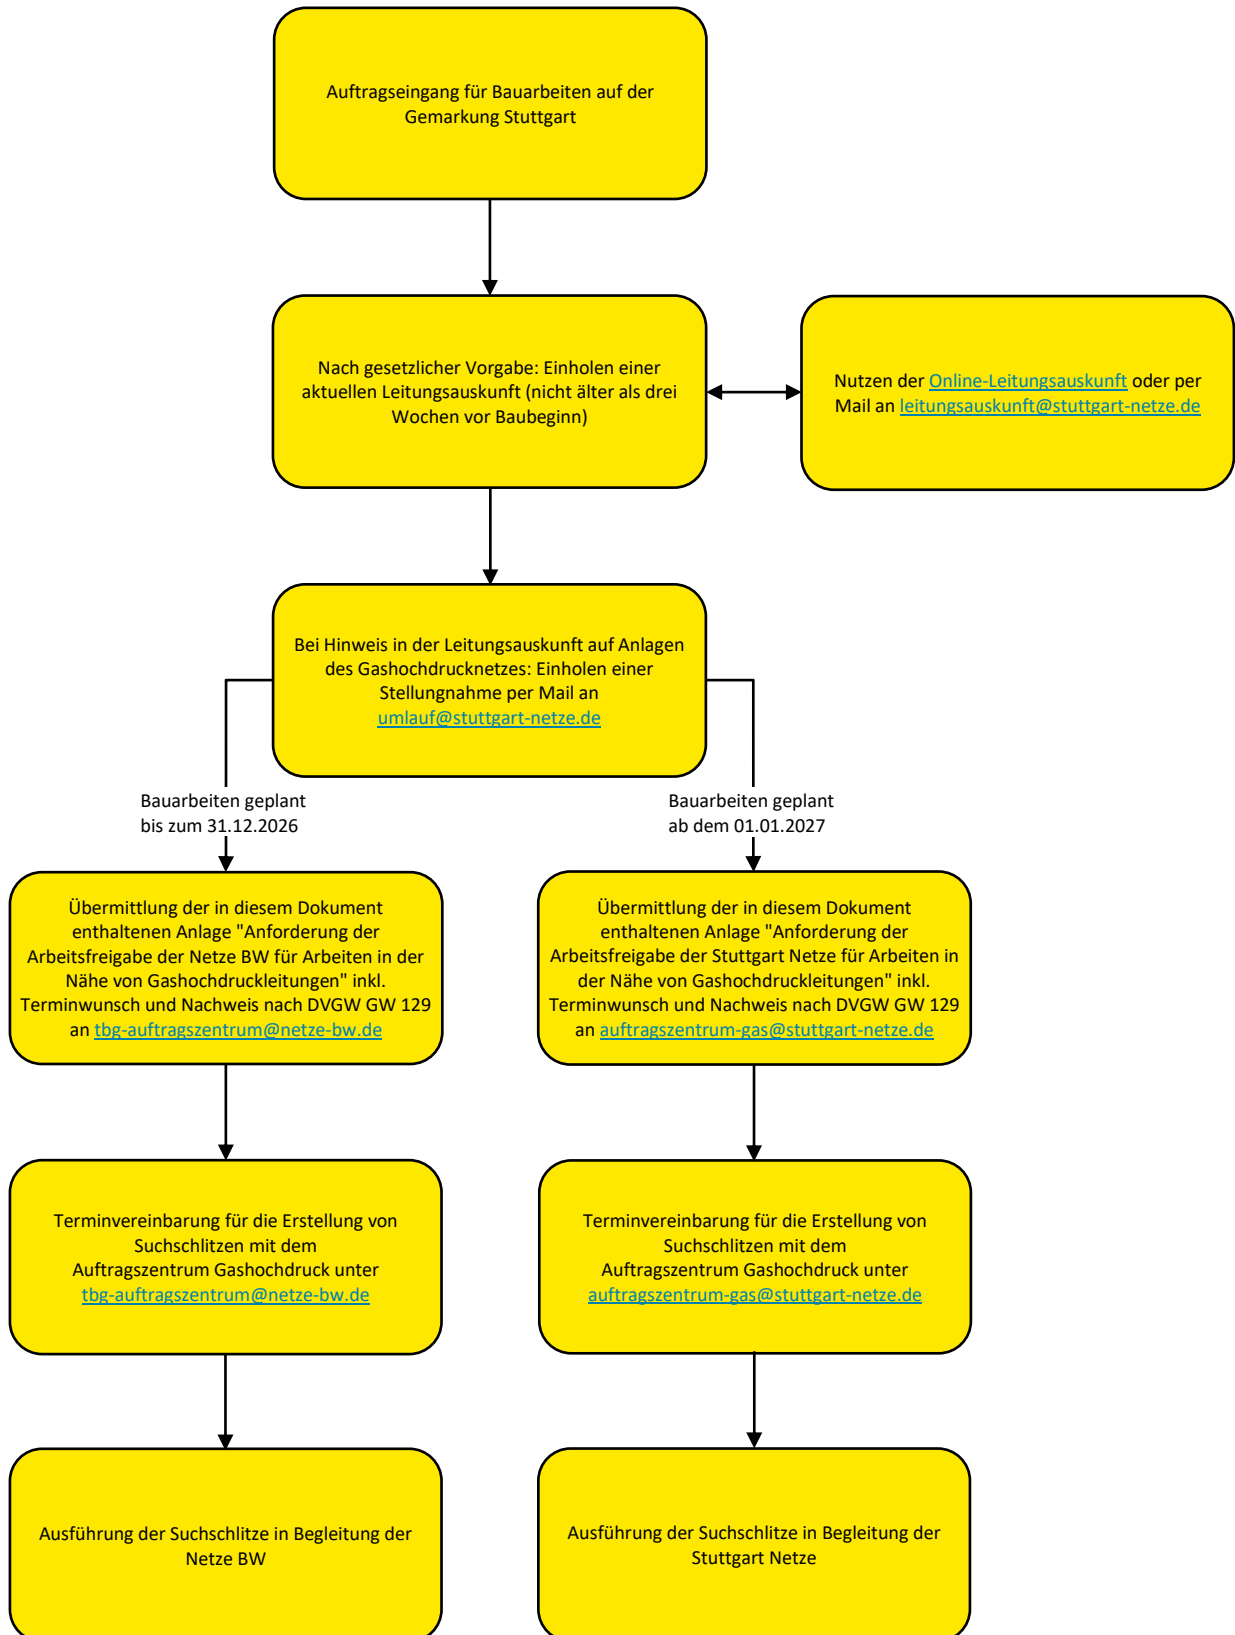 Auftragseingang für Bauarbeiten auf der
Gemarkung Stuttgart
Nach gesetzlicher Vorgabe: Einholen einer
aktuellen Leitungsauskunft (nicht älter als drei
Wochen vor Baubeginn)
Nutzen der Online-Leitungsauskunft oder per
Mail an leitungsauskunft@stuttgart-netze.de
Bei Hinweis in der Leitungsauskunft auf Anlagen
des Gashochdrucknetzes: Einholen einer
Stellungnahme per Mail an
umlauf@stuttgart-netze.de
Bauarbeiten geplant
bis zum 31.12.2026
Bauarbeiten geplant
ab dem 01.01.2027
Übermittlung der in diesem Dokument
enthaltenen Anlage "Anforderung der
Arbeitsfreigabe der Netze BW für Arbeiten in der
Nähe von Gashochdruckleitungen" inkl.
Terminwunsch und Nachweis nach DVGW GW 129
an tbg-auftragszentrum@netze-bw.de
Übermittlung der in diesem Dokument
enthaltenen Anlage "Anforderung der
Arbeitsfreigabe der Stuttgart Netze für Arbeiten in
der Nähe von Gashochdruckleitungen" inkl.
Terminwunsch und Nachweis nach DVGW GW 129
an auftragszentrum-gas@stuttgart-netze.de
Terminvereinbarung für die Erstellung von
Suchschlitzen mit dem
Auftragszentrum Gashochdruck unter
tbg-auftragszentrum@netze-bw.de
Terminvereinbarung für die Erstellung von
Suchschlitzen mit dem
Auftragszentrum Gashochdruck unter
auftragszentrum-gas@stuttgart-netze.de
Ausführung der Suchschlitze in Begleitung der
Netze BW
Ausführung der Suchschlitze in Begleitung der
Stuttgart Netze